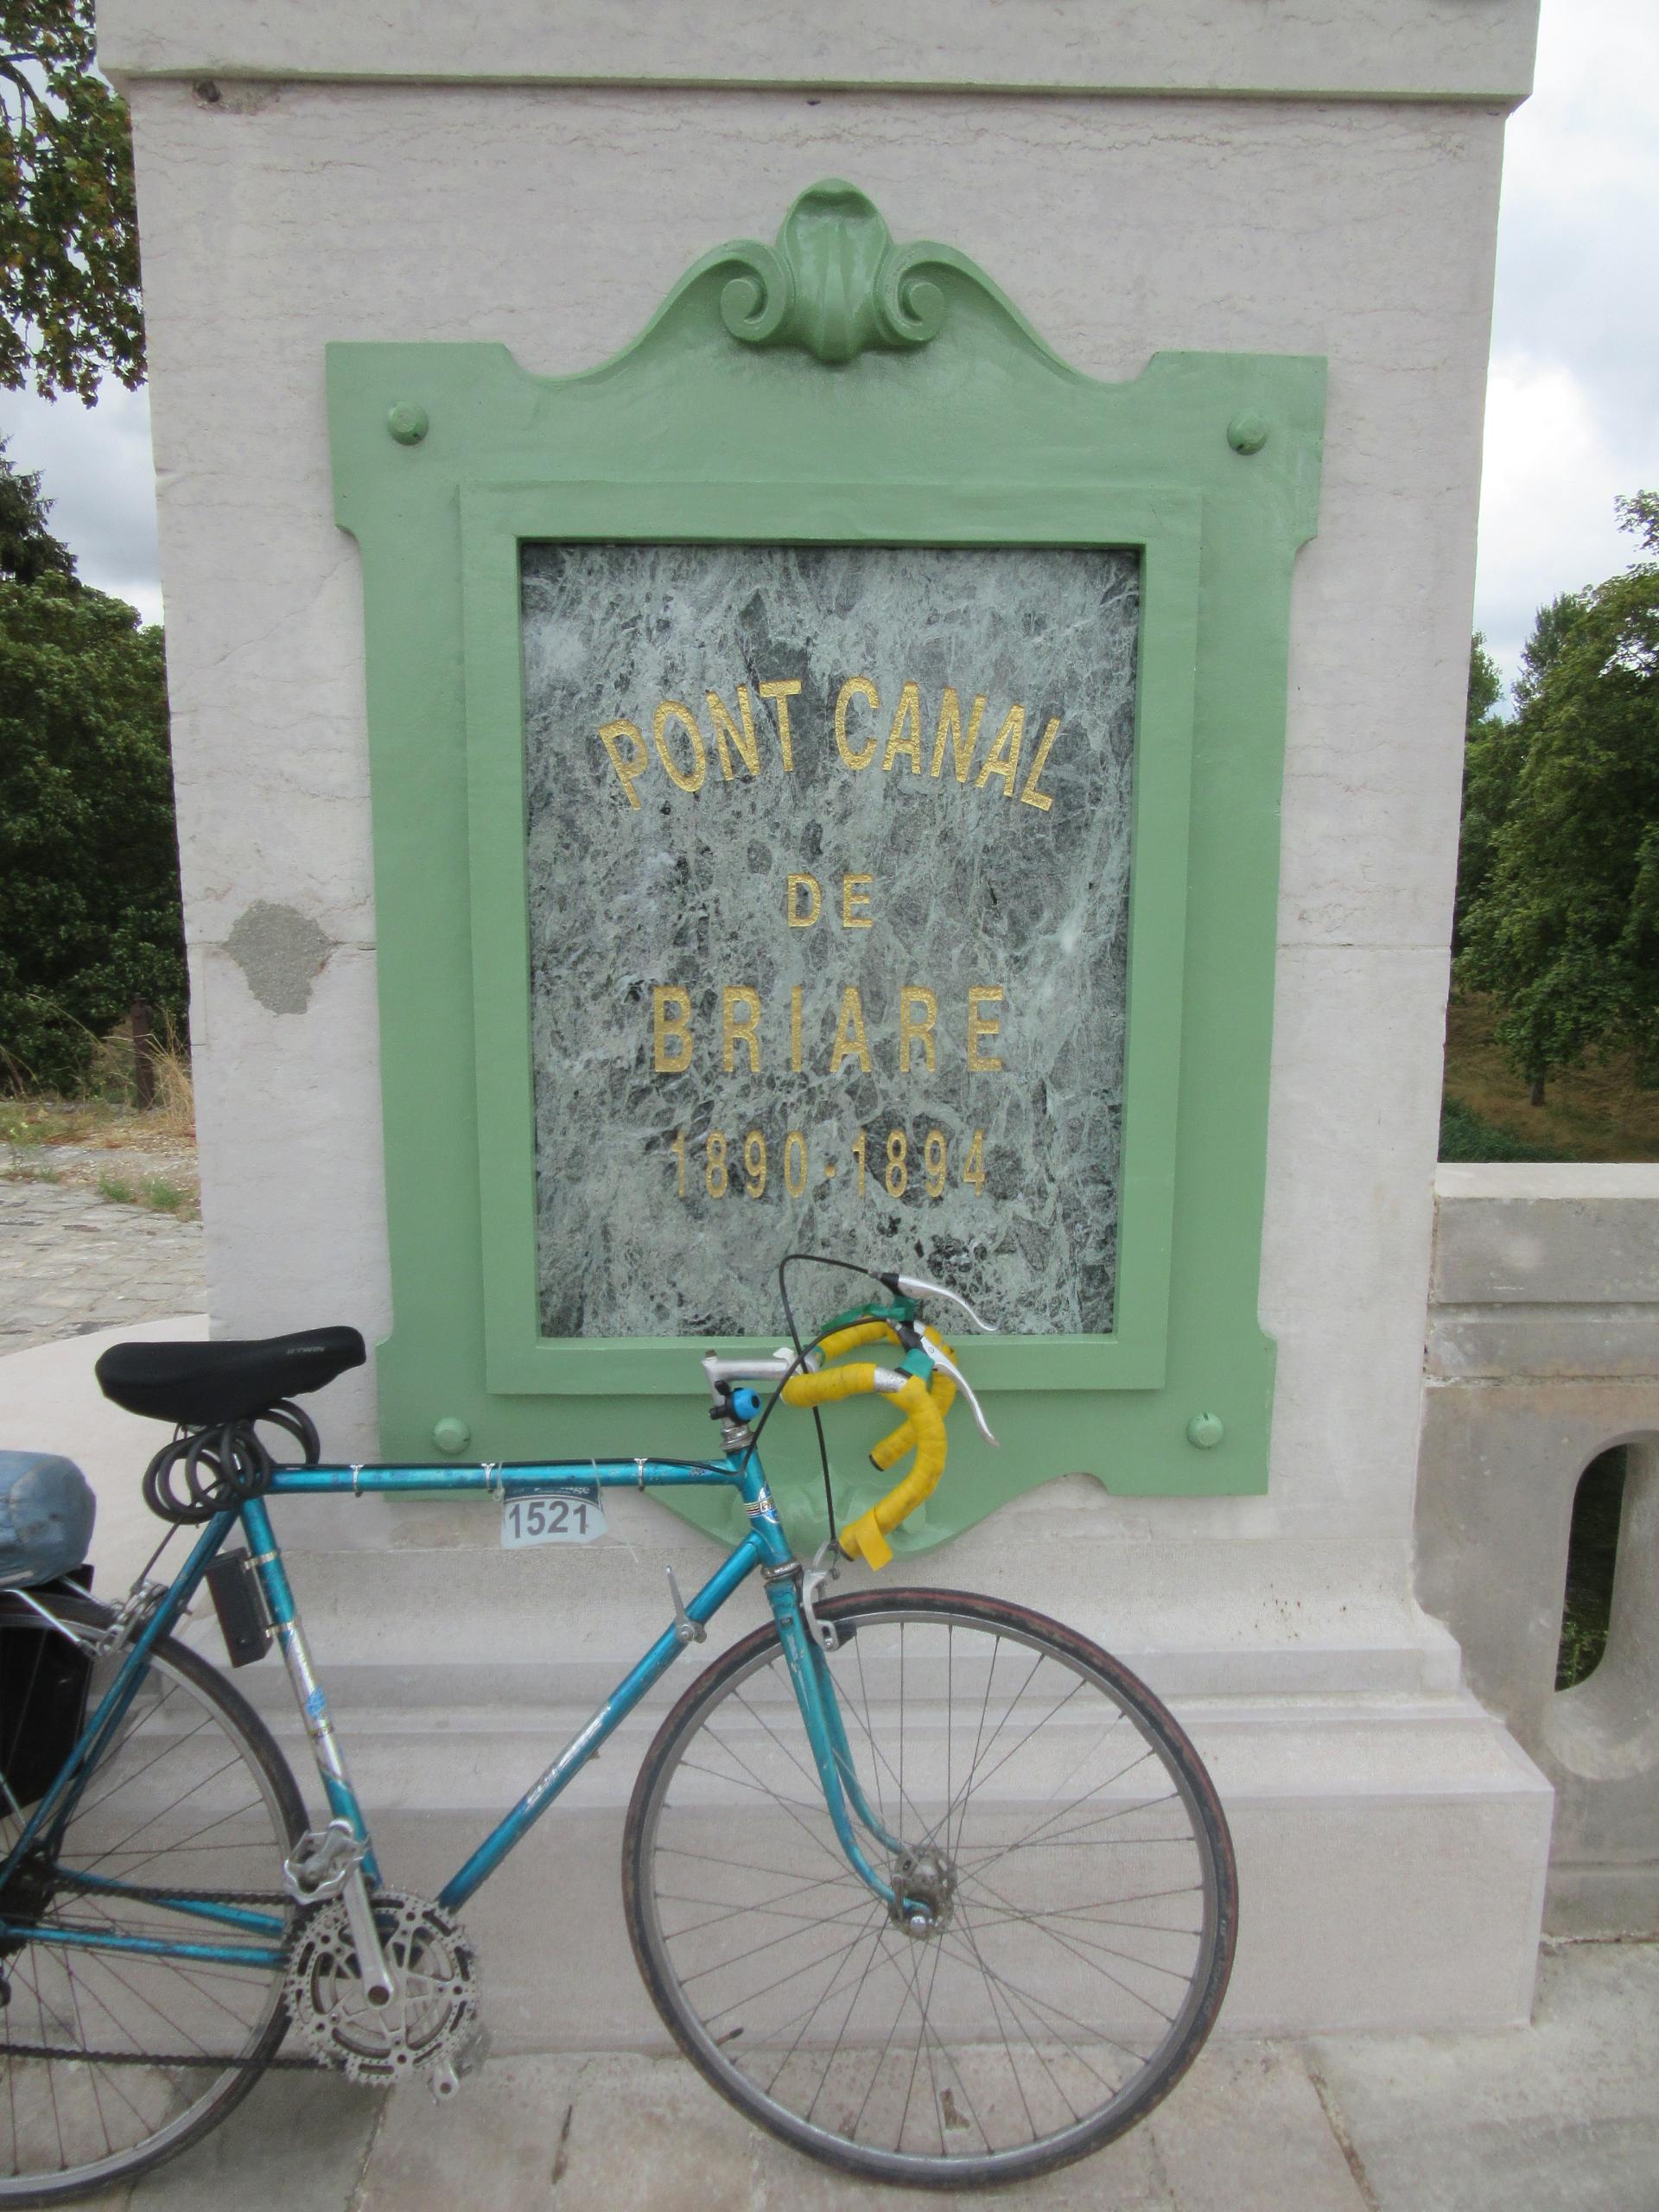 PONT CANAL
DE
BRIARE
1890·1894
1521